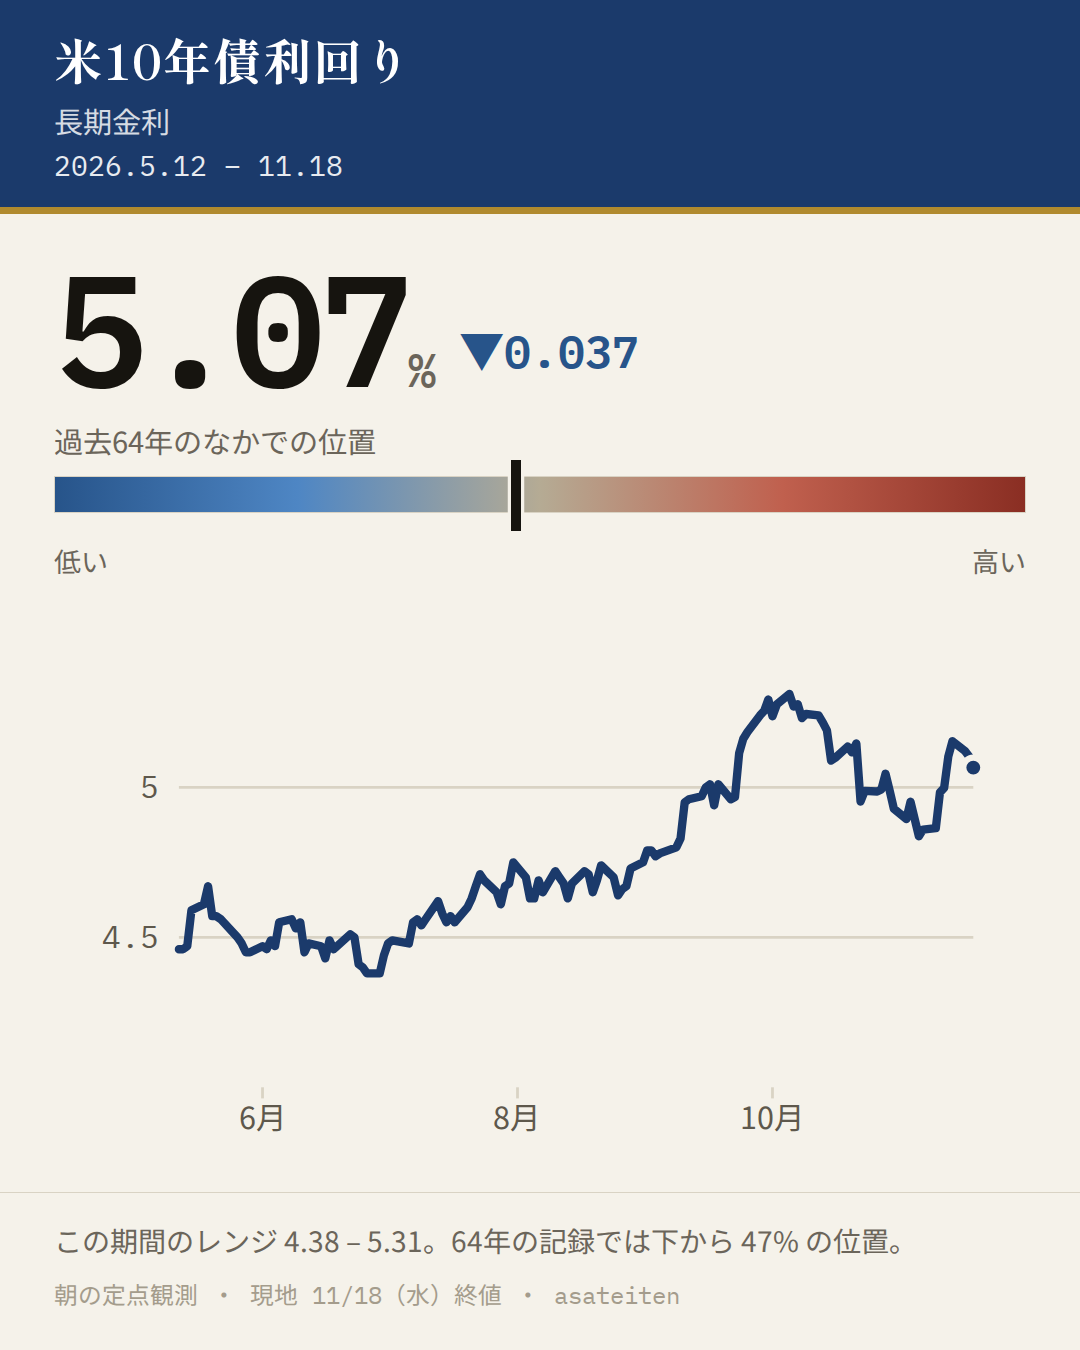 米10年債利回り
長期金利
2026.5.12 − 11.18
5.07% ▼0.037
過去64年のなかでの位置
低い 高い
5
4.5
6月 8月 10月
この期間のレンジ 4.38 – 5.31。64年の記録では下から 47% の位置。
朝の定点観測 ・ 現地 11/18（水）終値 ・ asateiten